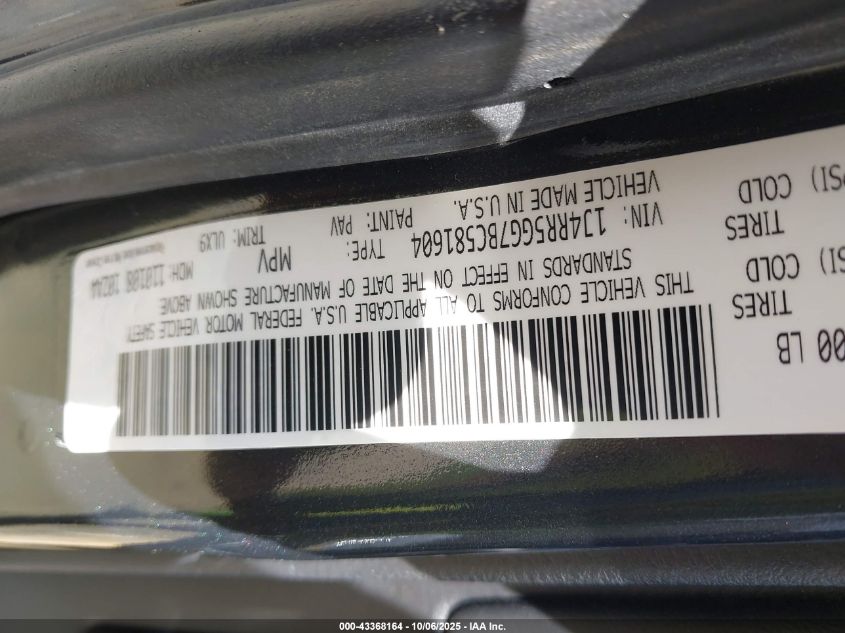 00 LB
TIRES
COLD
SI)
TIRES
COLD
PSI)
THIS VEHICLE CONFORMS TO ALL APPLICABLE U.S.A. FEDERAL MOTOR VEHICLE SAFETY
STANDARDS IN EFFECT ON THE DATE OF MANUFACTURE SHOWN ABOVE
VIN: 1J4RR5GG7BC581604
TYPE: MPV
MDH: 110108 10244
VEHICLE MADE IN U.S.A.
PAINT: PAV
TRIM: ULX9
000-43368164 - 10/06/2025 - IAA Inc.